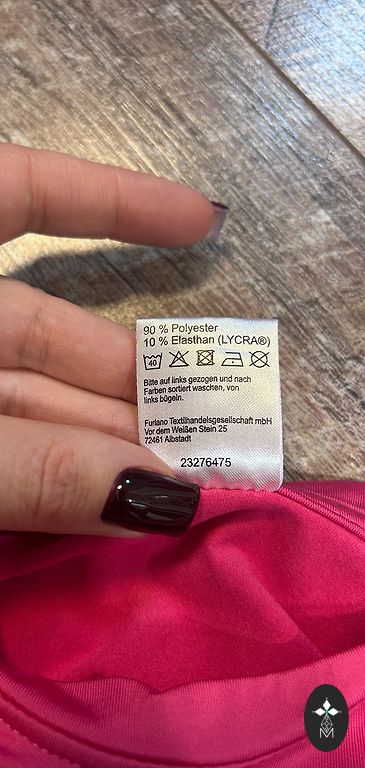 90 % Polyester
10 % Elasthan (LYCRA®)
40
Bitte auf links gezogen und nach
Farben sortiert waschen, von
links bügeln.
Furiano Textilhandelsgesellschaft mbH
Vor dem Weißen Stein 25
72461 Albstadt
23276475
M